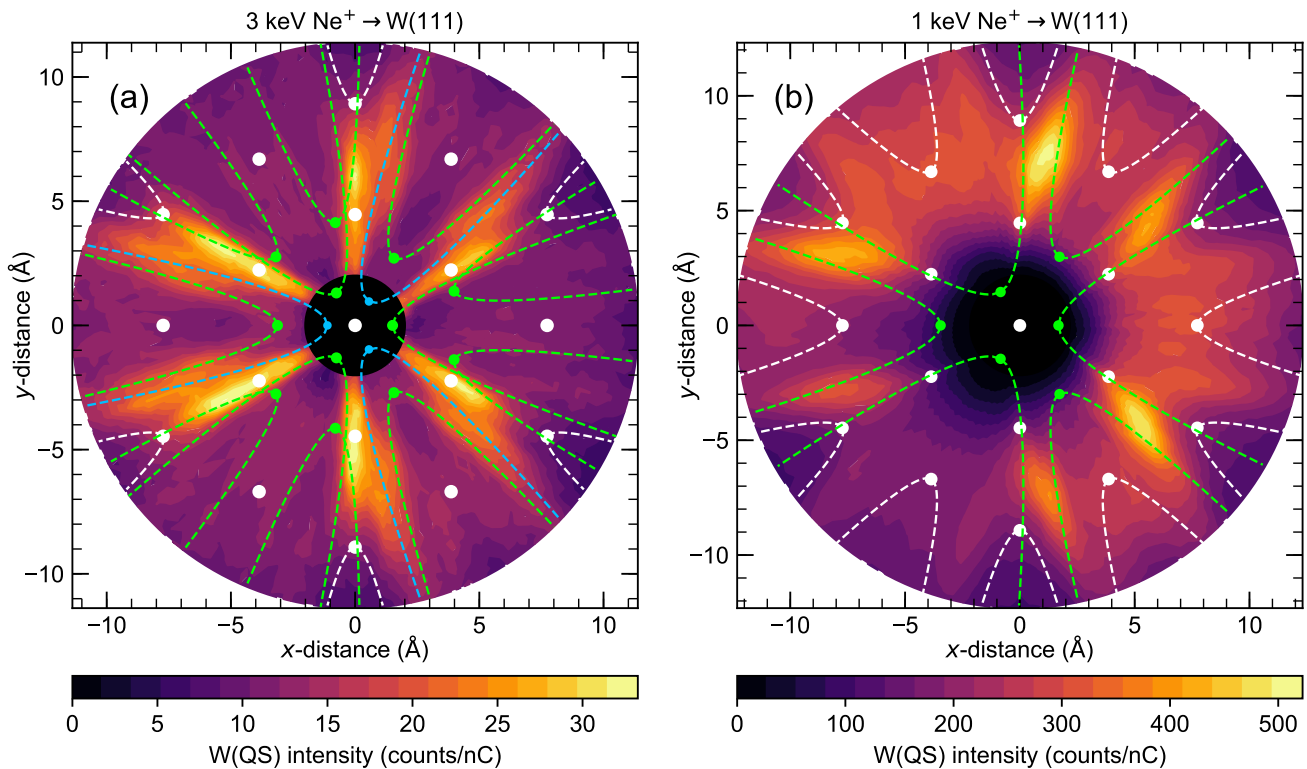 3 keV Ne⁺ → W(111)
1 keV Ne⁺ → W(111)
(a)
(b)
10
5
0
−5
−10
y-distance (Å)
−10 −5 0 5 10
x-distance (Å)
10
5
0
−5
−10
y-distance (Å)
−10 −5 0 5 10
x-distance (Å)
0 5 10 15 20 25 30
W(QS) intensity (counts/nC)
0 100 200 300 400 500
W(QS) intensity (counts/nC)